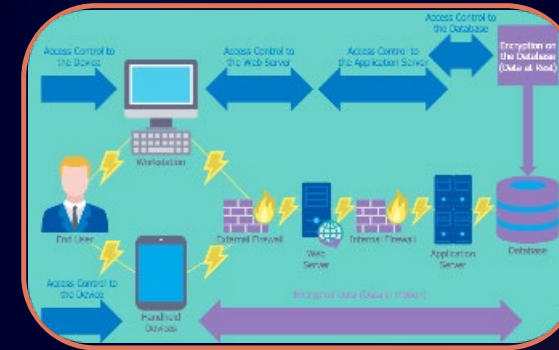 Access Control to
the Database
Access Control to
the Device
Access Control to
the Web Server
Access Control to
the Application Server
Encryption on
the Database
(Data at Rest)
Workstation
End User
External Firewall
Web
Server
Internal Firewall
Application
Server
Database
Access Control to
the Device
Handheld
Devices
Encrypted Data (Data in Motion)